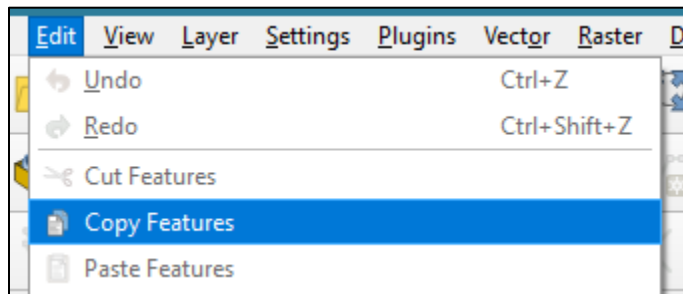 Edit View Layer Settings Plugins Vector Raster D
Undo Ctrl+Z
Redo Ctrl+Shift+Z
Cut Features
Copy Features
Paste Features